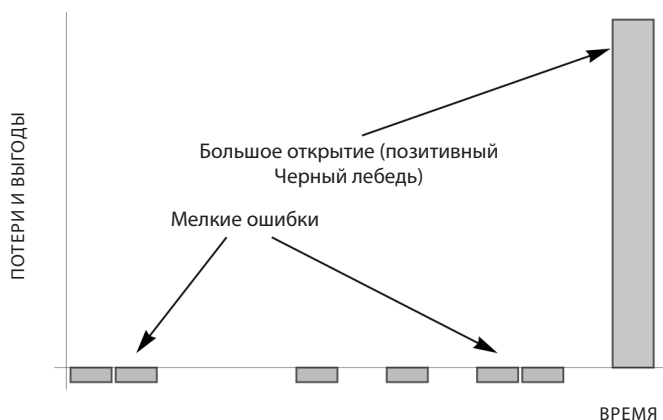 ПОТЕРИ И ВЫГОДЫ
Большое открытие (позитивный
Черный лебедь)
Мелкие ошибки
ВРЕМЯ